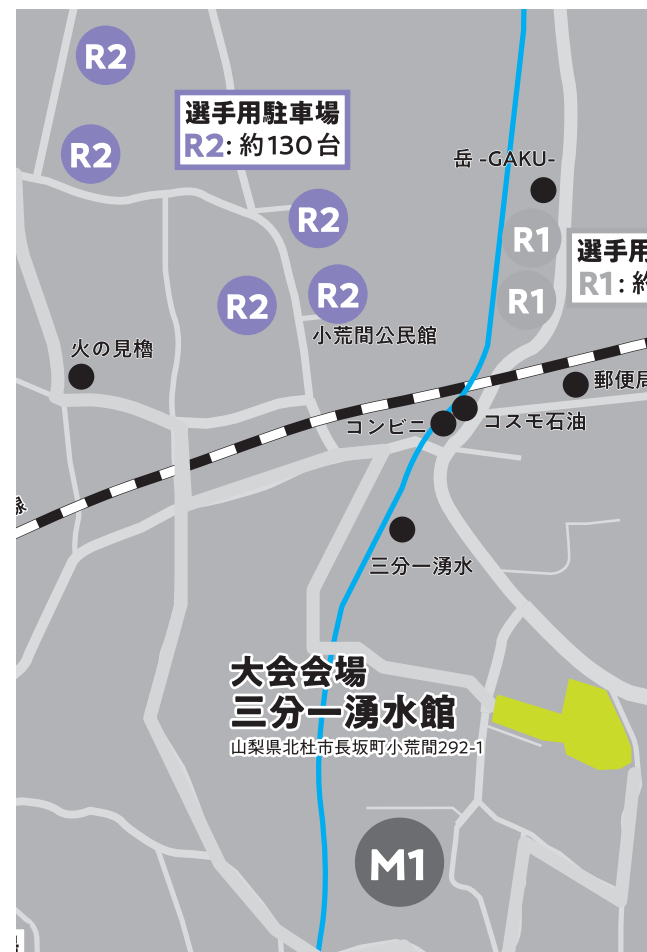 R2
選手用駐車場
R2: 約130台
R2
岳 -GAKU-
R2
R1
選手用
R1: 約
R2
R2
R1
小荒間公民館
火の見櫓
郵便局
コンビニ
コスモ石油
線
三分一湧水
大会会場
三分一湧水館
山梨県北杜市長坂町小荒間292-1
M1